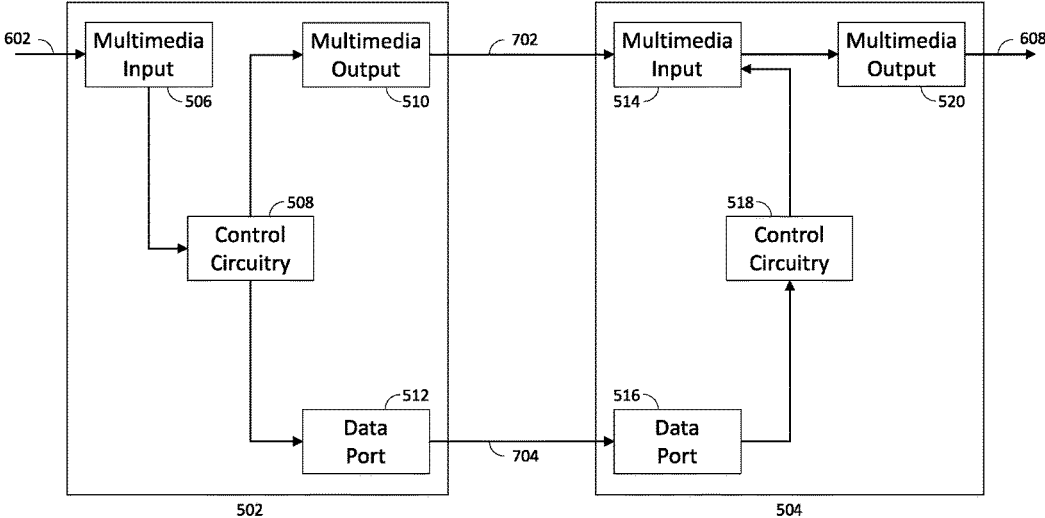 602
Multimedia
Input
506
Multimedia
Output
510
702
Multimedia
Input
514
Multimedia
Output
520
608
508
Control
Circuitry
518
Control
Circuitry
512
Data
Port
704
516
Data
Port
502
504